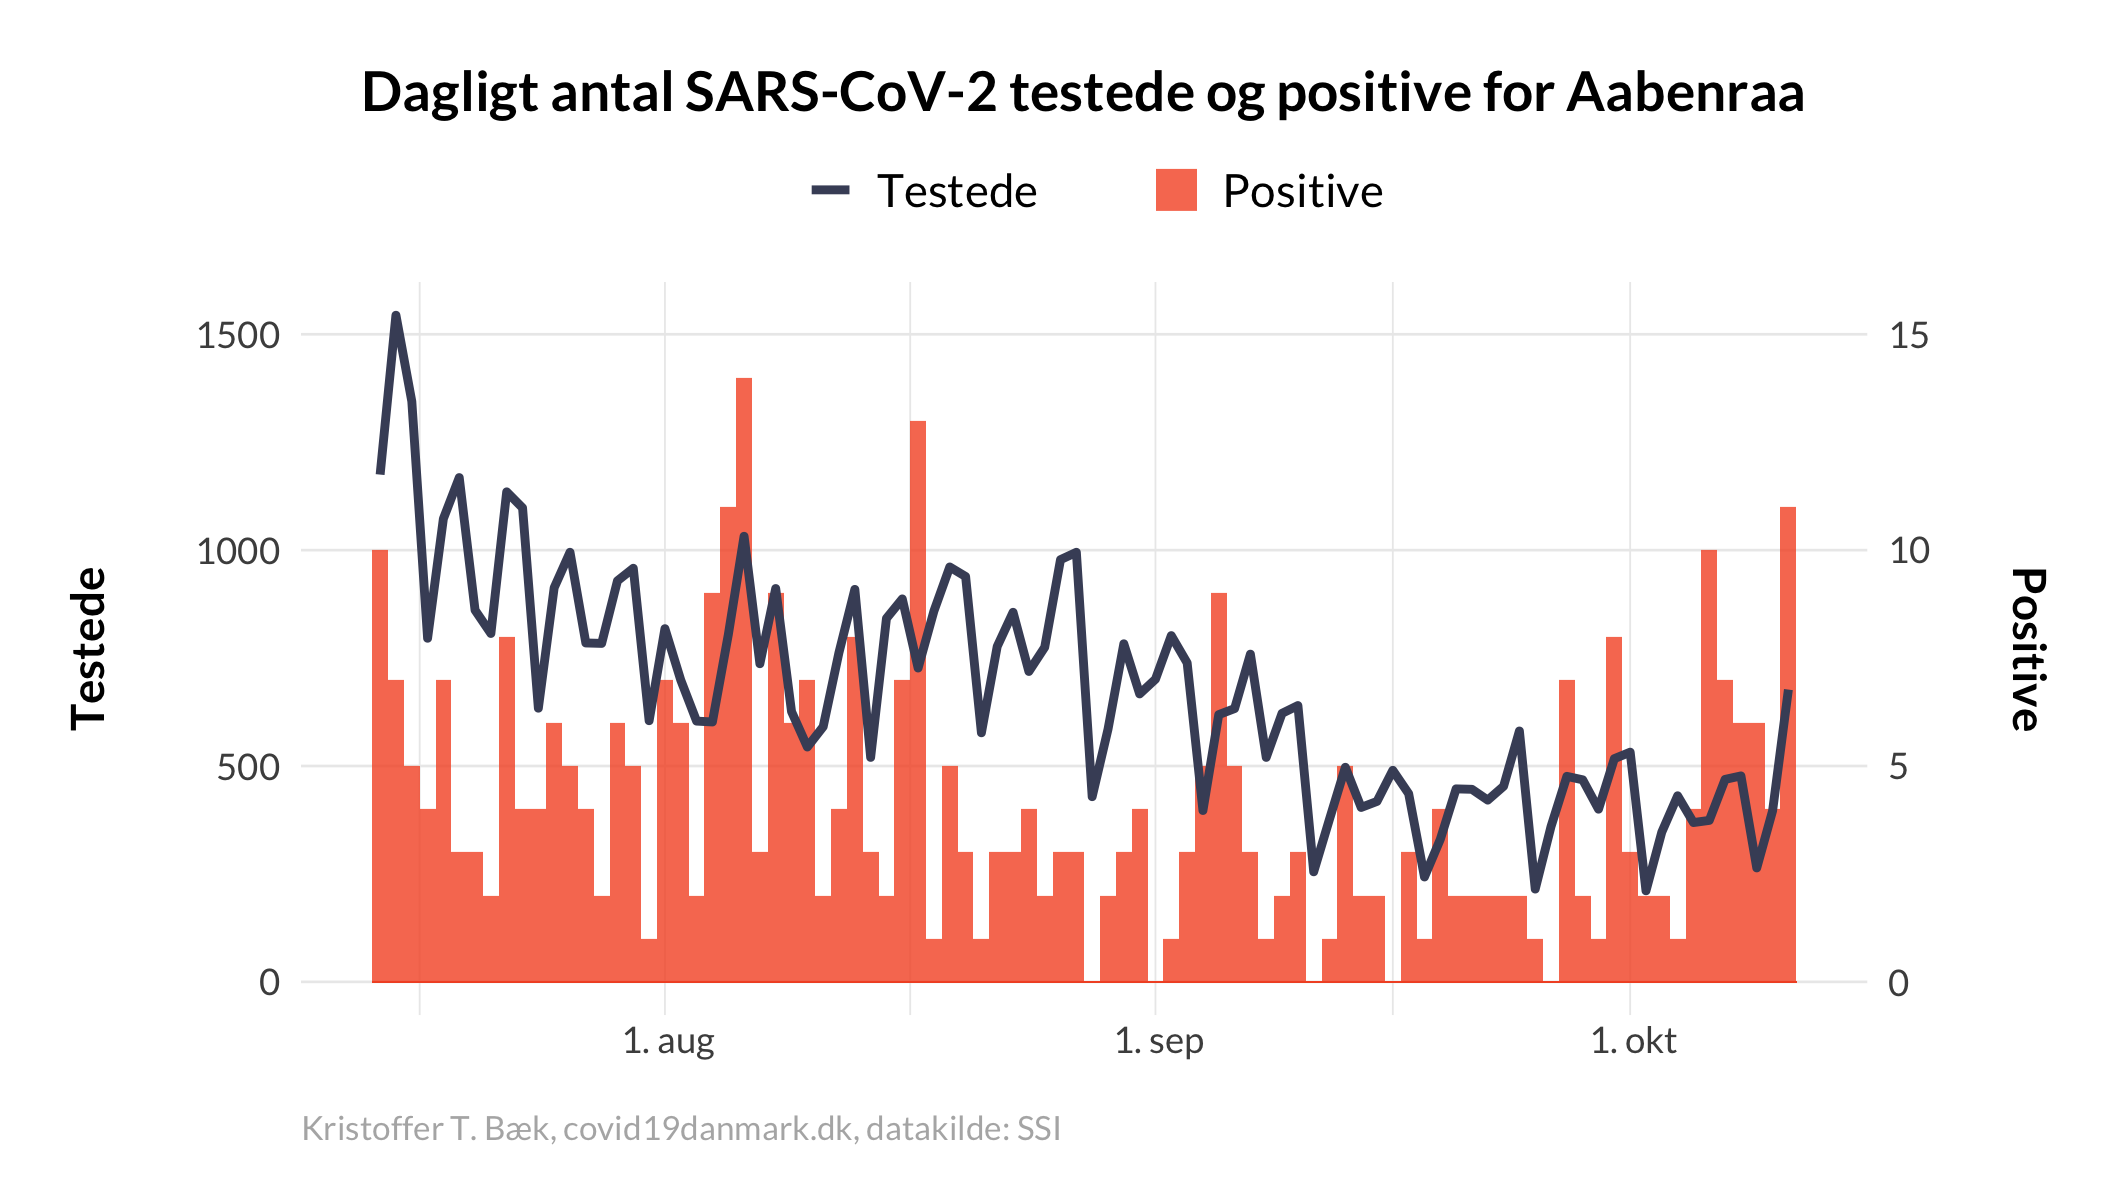 Dagligt antal SARS-CoV-2 testede og positive for Aabenraa
Testede
Positive
1500
1000
500
0
15
10
5
0
Testede
Positive
1. aug
1. sep
1. okt
Kristoffer T. Bæk, covid19danmark.dk, datakilde: SSI